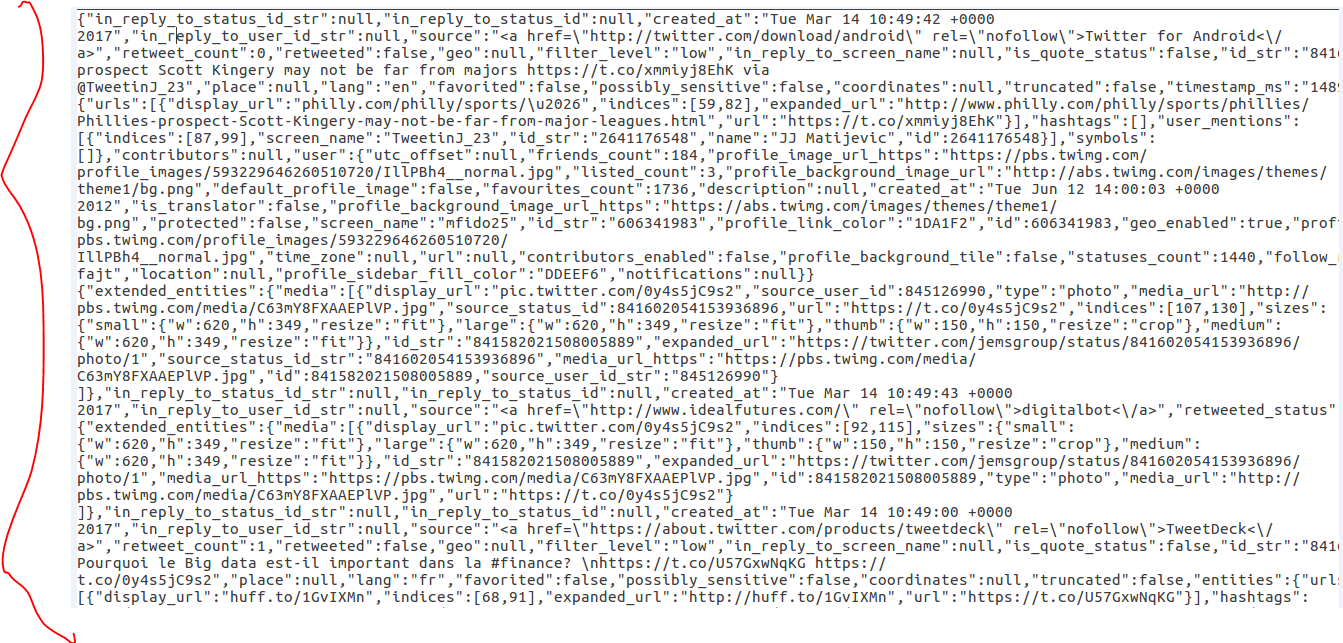 {"in_reply_to_status_id_str":null,"in_reply_to_status_id":null,"created_at":"Tue Mar 14 10:49:42 +0000
2017","in_reply_to_user_id_str":null,"source":"<a href=\"http://twitter.com/download/android\" rel=\"nofollow\">Twitter for Android<\/
a>","retweet_count":0,"retweeted":false,"geo":null,"filter_level":"low","in_reply_to_screen_name":null,"is_quote_status":false,"id_str":"841
prospect Scott Kingery may not be far from majors https://t.co/xmmiyj8EhK via
@TweetinJ_23","place":null,"lang":"en","favorited":false,"possibly_sensitive":false,"coordinates":null,"truncated":false,"timestamp_ms":"148
{"urls":[{"display_url":"philly.com/philly/sports/\u2026","indices":[59,82],"expanded_url":"http://www.philly.com/philly/sports/phillies/
Phillies-prospect-Scott-Kingery-may-not-be-far-from-major-leagues.html","url":"https://t.co/xmmiyj8EhK"}],"hashtags":[],"user_mentions":
[{"indices":[87,99],"screen_name":"TweetinJ_23","id_str":"2641176548","name":"JJ Matijevic","id":2641176548}],"symbols":
[]},"contributors":null,"user":{"utc_offset":null,"friends_count":184,"profile_image_url_https":"https://pbs.twimg.com/
profile_images/593229646260510720/IllPBh4__normal.jpg","listed_count":3,"profile_background_image_url":"http://abs.twimg.com/images/themes/
theme1/bg.png","default_profile_image":false,"favourites_count":1736,"description":null,"created_at":"Tue Jun 12 14:00:03 +0000
2012","is_translator":false,"profile_background_image_url_https":"https://abs.twimg.com/images/themes/theme1/
bg.png","protected":false,"screen_name":"mfido25","id_str":"606341983","profile_link_color":"1DA1F2","id":606341983,"geo_enabled":true,"prof
pbs.twimg.com/profile_images/593229646260510720/
IllPBh4__normal.jpg","time_zone":null,"url":null,"contributors_enabled":false,"profile_background_tile":false,"statuses_count":1440,"follow_
fajt","location":null,"profile_sidebar_fill_color":"DDEEF6","notifications":null}}
{"extended_entities":{"media":[{"display_url":"pic.twitter.com/0y4s5jC9s2","source_user_id":845126990,"type":"photo","media_url":"http://
pbs.twimg.com/media/C63mY8FXAAEPlVP.jpg","source_status_id":841602054153936896,"url":"https://t.co/0y4s5jC9s2","indices":[107,130],"sizes":
{"small":{"w":620,"h":349,"resize":"fit"},"large":{"w":620,"h":349,"resize":"fit"},"thumb":{"w":150,"h":150,"resize":"crop"},"medium":
{"w":620,"h":349,"resize":"fit"}},"id_str":"841582021508005889","expanded_url":"https://twitter.com/jemsgroup/status/841602054153936896/
photo/1","source_status_id_str":"841602054153936896","media_url_https":"https://pbs.twimg.com/media/
C63mY8FXAAEPlVP.jpg","id":841582021508005889,"source_user_id_str":"845126990"}
]},"in_reply_to_status_id_str":null,"in_reply_to_status_id":null,"created_at":"Tue Mar 14 10:49:43 +0000
2017","in_reply_to_user_id_str":null,"source":"<a href=\"http://www.idealfutures.com/\" rel=\"nofollow\">digitalbot<\/a>","retweeted_status"
{"extended_entities":{"media":[{"display_url":"pic.twitter.com/0y4s5jC9s2","indices":[92,115],"sizes":{"small":
{"w":620,"h":349,"resize":"fit"},"large":{"w":620,"h":349,"resize":"fit"},"thumb":{"w":150,"h":150,"resize":"crop"},"medium":
{"w":620,"h":349,"resize":"fit"}},"id_str":"841582021508005889","expanded_url":"https://twitter.com/jemsgroup/status/841602054153936896/
photo/1","media_url_https":"https://pbs.twimg.com/media/C63mY8FXAAEPlVP.jpg","id":841582021508005889,"type":"photo","media_url":"http://
pbs.twimg.com/media/C63mY8FXAAEPlVP.jpg","url":"https://t.co/0y4s5jC9s2"}
]},"in_reply_to_status_id_str":null,"in_reply_to_status_id":null,"created_at":"Tue Mar 14 10:49:00 +0000
2017","in_reply_to_user_id_str":null,"source":"<a href=\"https://about.twitter.com/products/tweetdeck\" rel=\"nofollow\">TweetDeck<\/
a>","retweet_count":1,"retweeted":false,"geo":null,"filter_level":"low","in_reply_to_screen_name":null,"is_quote_status":false,"id_str":"841
Pourquoi le Big data est-il important dans la #finance? \nhttps://t.co/U57GxwNqKG https://
t.co/0y4s5jC9s2","place":null,"lang":"fr","favorited":false,"possibly_sensitive":false,"coordinates":null,"truncated":false,"entities":{"urls
[{"display_url":"huff.to/1GvIXMn","indices":[68,91],"expanded_url":"http://huff.to/1GvIXMn","url":"https://t.co/U57GxwNqKG"}],"hashtags":